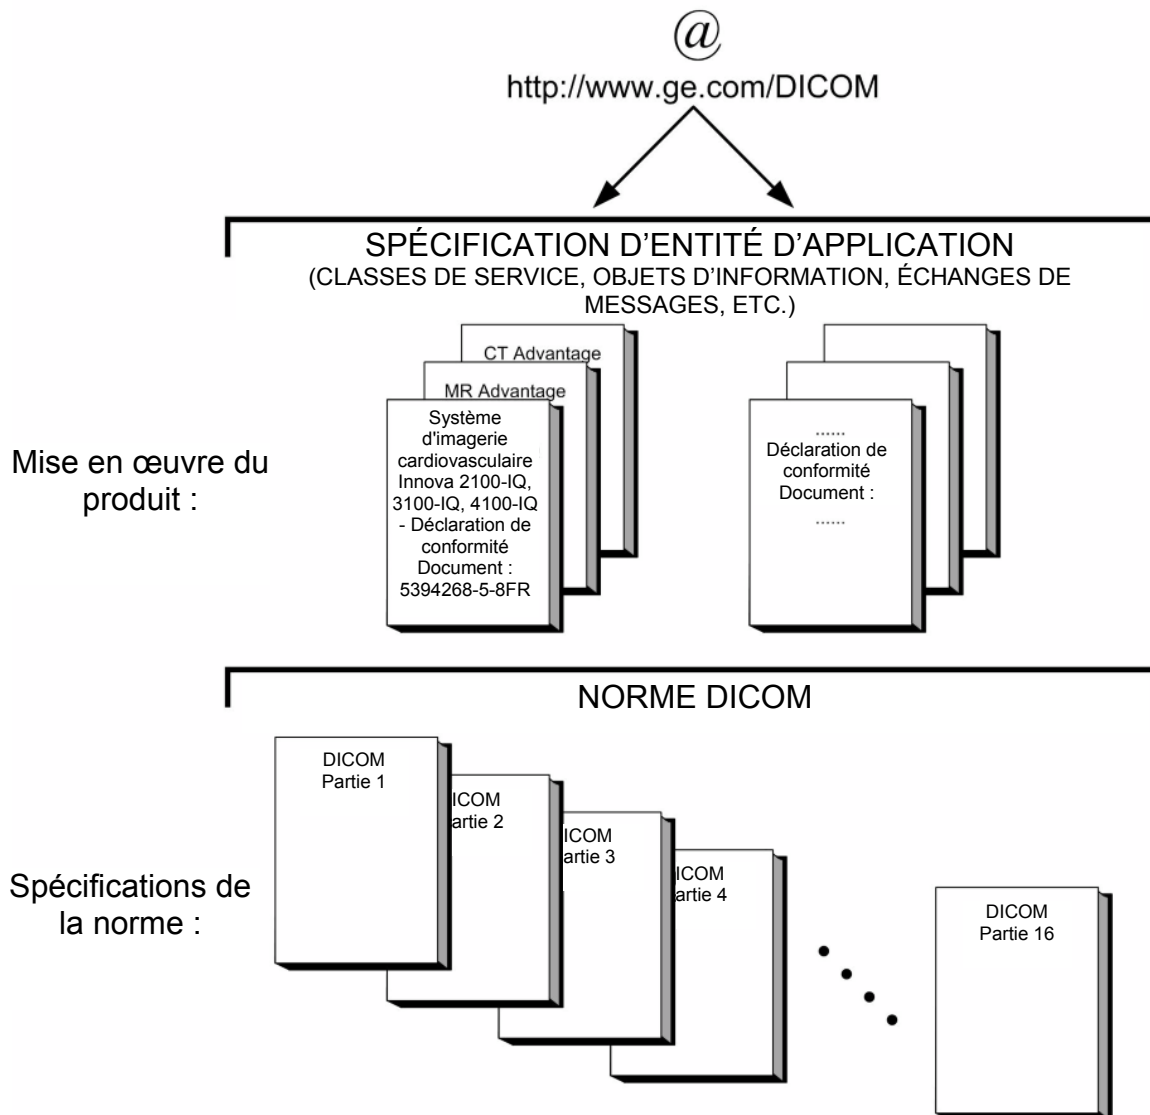 @
http://www.ge.com/DICOM
SPÉCIFICATION D'ENTITÉ D'APPLICATION
(CLASSES DE SERVICE, OBJETS D'INFORMATION, ÉCHANGES DE
MESSAGES, ETC.)
CT Advantage
MR Advantage
Système
d'imagerie
cardiovasculaire
Innova 2100-IQ,
3100-IQ, 4100-IQ
- Déclaration de
conformité
Document :
5394268-5-8FR
......
Déclaration de
conformité
Document :
......
Mise en œuvre du
produit :
NORME DICOM
DICOM
Partie 1
ICOM
artie 2
ICOM
artie 3
ICOM
artie 4
DICOM
Partie 16
Spécifications de
la norme :